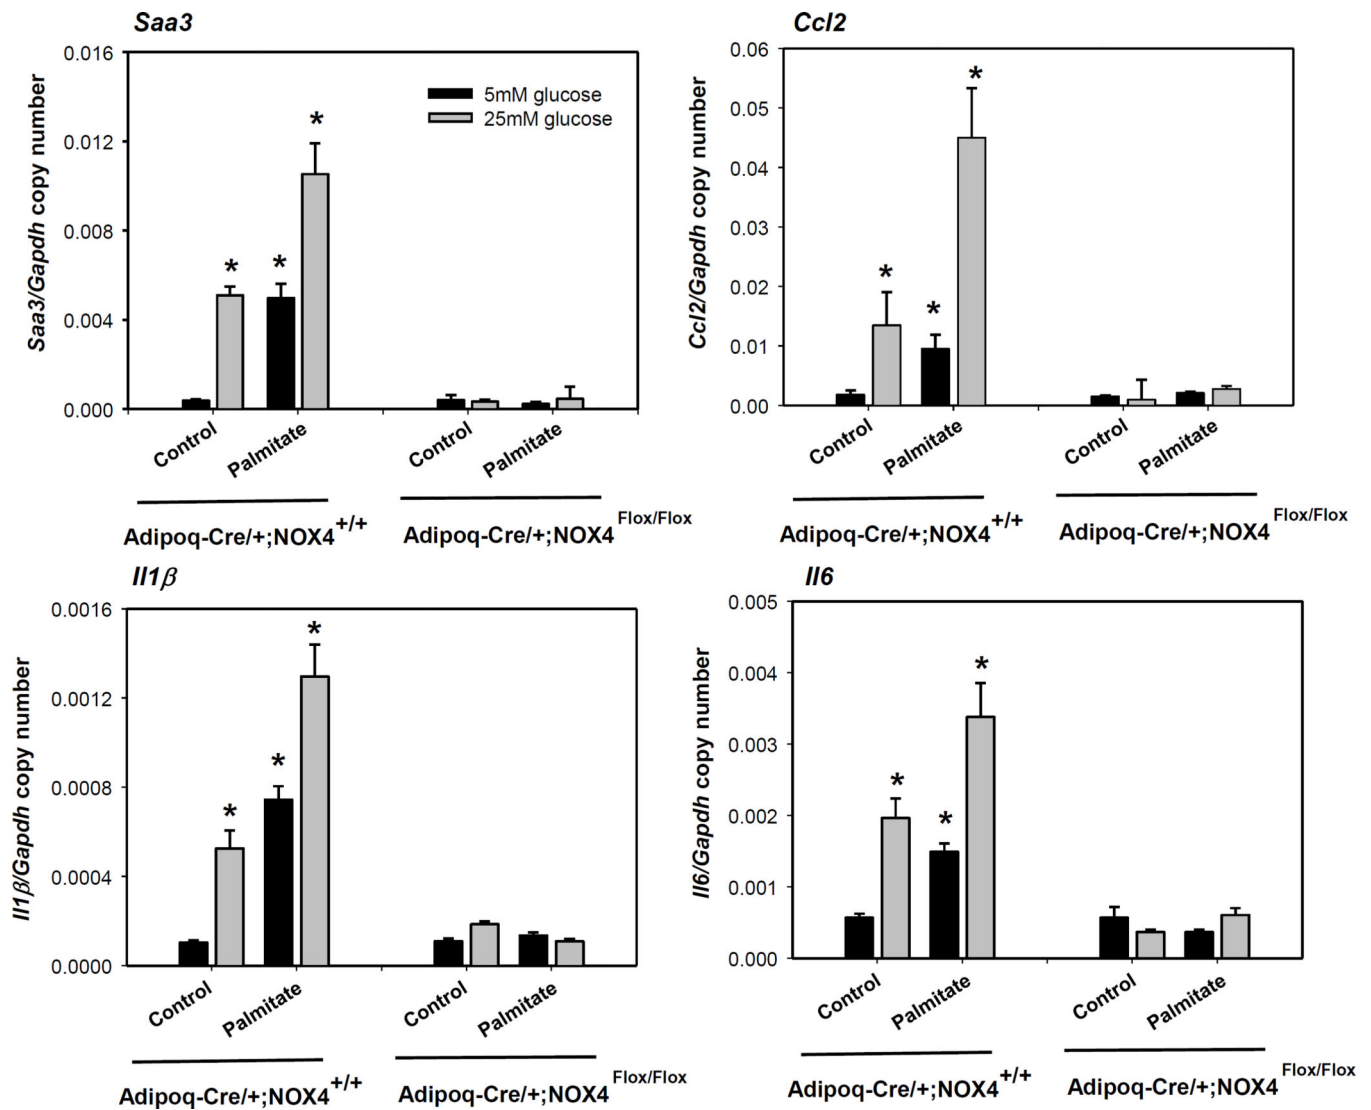 Saa3
Saa3/Gapdh copy number
0.016
0.012
0.008
0.004
0.000
5mM glucose
25mM glucose
*
*
*
Control
Palmitate
Control
Palmitate
Adipoq-Cre/+;NOX4+/+
Adipoq-Cre/+;NOX4Flox/Flox
Ccl2
Ccl2/Gapdh copy number
0.06
0.05
0.04
0.03
0.02
0.01
0.00
*
*
*
Control
Palmitate
Control
Palmitate
Adipoq-Cre/+;NOX4+/+
Adipoq-Cre/+;NOX4Flox/Flox
Il1β
Il1β/Gapdh copy number
0.0016
0.0012
0.0008
0.0004
0.0000
*
*
*
Control
Palmitate
Control
Palmitate
Adipoq-Cre/+;NOX4+/+
Adipoq-Cre/+;NOX4Flox/Flox
Il6
Il6/Gapdh copy number
0.005
0.004
0.003
0.002
0.001
0.000
*
*
*
Control
Palmitate
Control
Palmitate
Adipoq-Cre/+;NOX4+/+
Adipoq-Cre/+;NOX4Flox/Flox